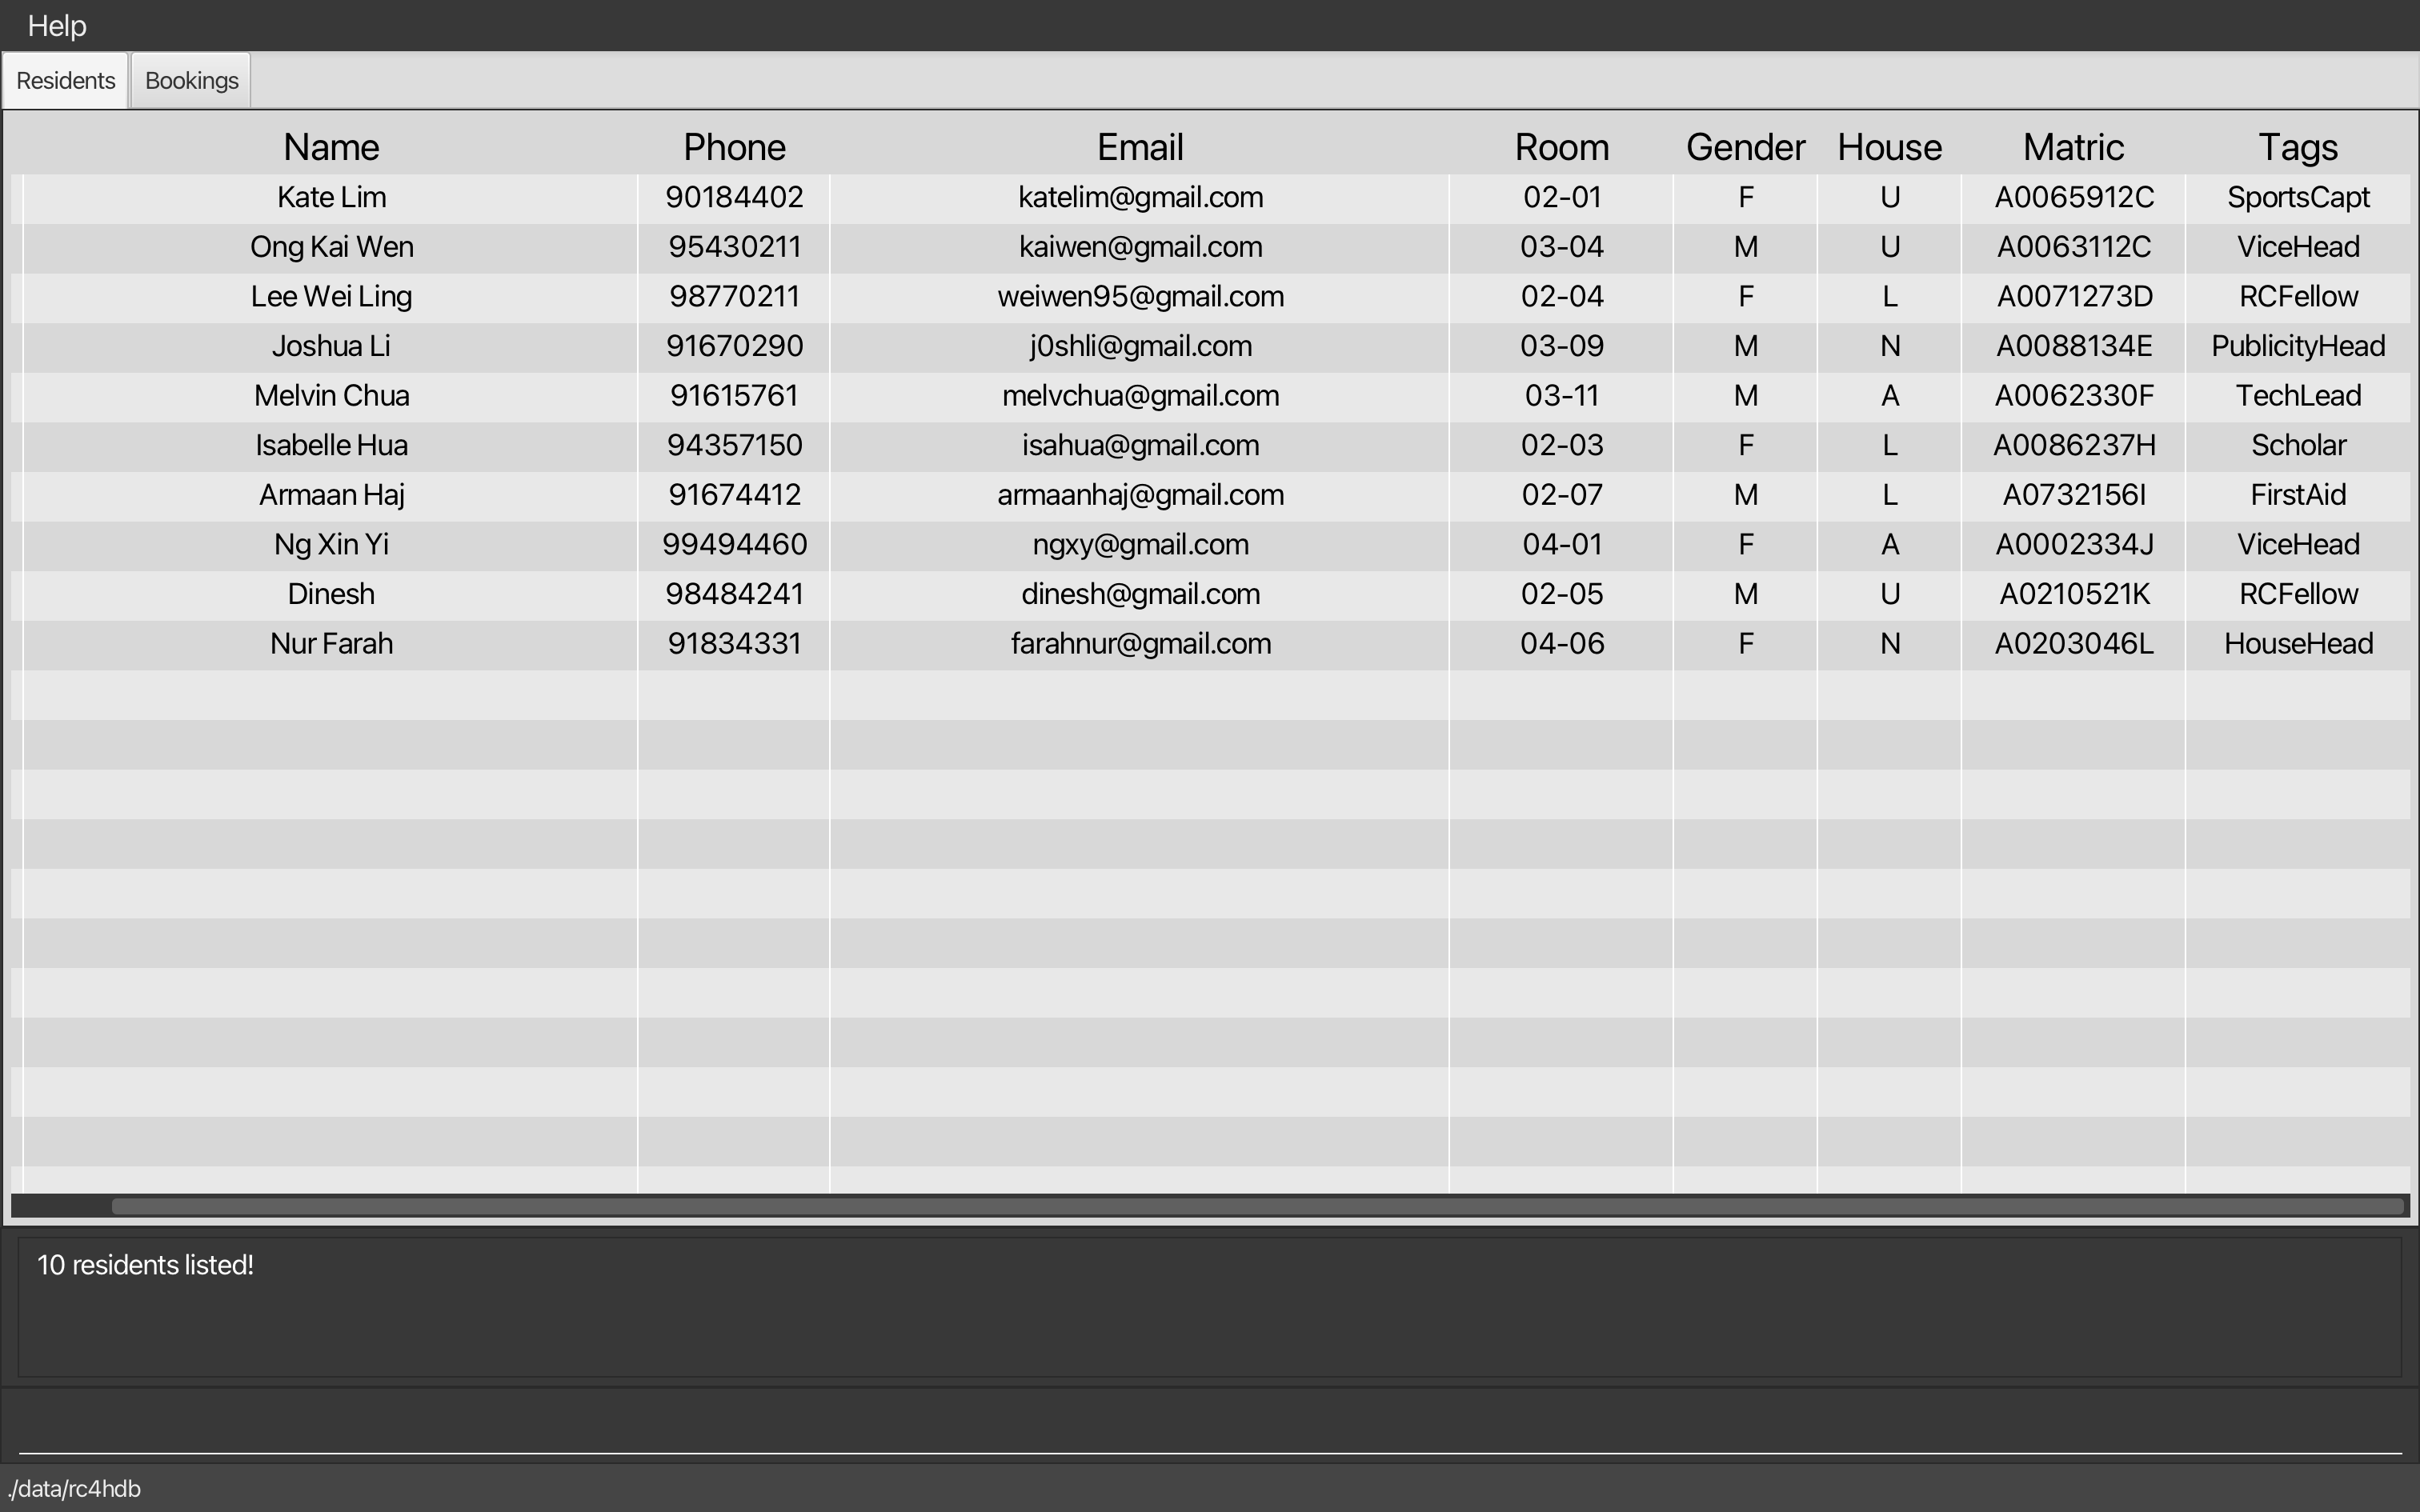 Help
Residents Bookings
Name Phone Email Room Gender House Matric Tags
Kate Lim 90184402 katelim@gmail.com 02-01 F U A0065912C SportsCapt
Ong Kai Wen 95430211 kaiwen@gmail.com 03-04 M U A0063112C ViceHead
Lee Wei Ling 98770211 weiwen95@gmail.com 02-04 F L A0071273D RCFellow
Joshua Li 91670290 j0shli@gmail.com 03-09 M N A0088134E PublicityHead
Melvin Chua 91615761 melvchua@gmail.com 03-11 M A A0062330F TechLead
Isabelle Hua 94357150 isahua@gmail.com 02-03 F L A0086237H Scholar
Armaan Haj 91674412 armaanhaj@gmail.com 02-07 M L A0732156I FirstAid
Ng Xin Yi 99494460 ngxy@gmail.com 04-01 F A A0002334J ViceHead
Dinesh 98484241 dinesh@gmail.com 02-05 M U A0210521K RCFellow
Nur Farah 91834331 farahnur@gmail.com 04-06 F N A0203046L HouseHead
10 residents listed!
./data/rc4hdb